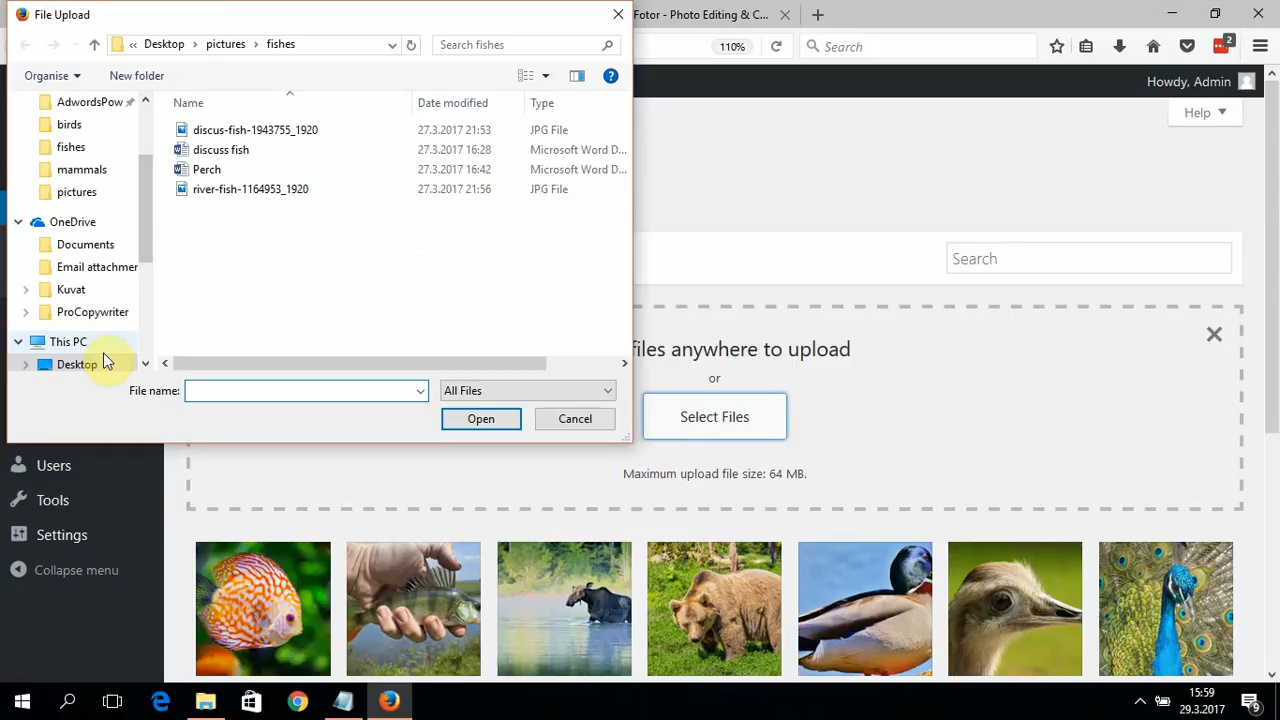 File Upload
Fotor - Photo Editing & C...
« Desktop pictures fishes
Search fishes
110%
Search
2
Organise
New folder
?
Howdy, Admin
Help
AdwordsPow
birds
fishes
mammals
pictures
OneDrive
Documents
Email attachmer
Kuvat
ProCopywriter
This PC
Desktop
Name
Date modified
Type
discus-fish-1943755_1920
27.3.2017 21:53
JPG File
discuss fish
27.3.2017 16:28
Microsoft Word D...
Perch
27.3.2017 16:42
Microsoft Word D...
river-fish-1164953_1920
27.3.2017 21:56
JPG File
Search
File name:
All Files
Open
Cancel
files anywhere to upload
or
Select Files
Maximum upload file size: 64 MB.
Users
Tools
Settings
Collapse menu
15:59
29.3.2017
9